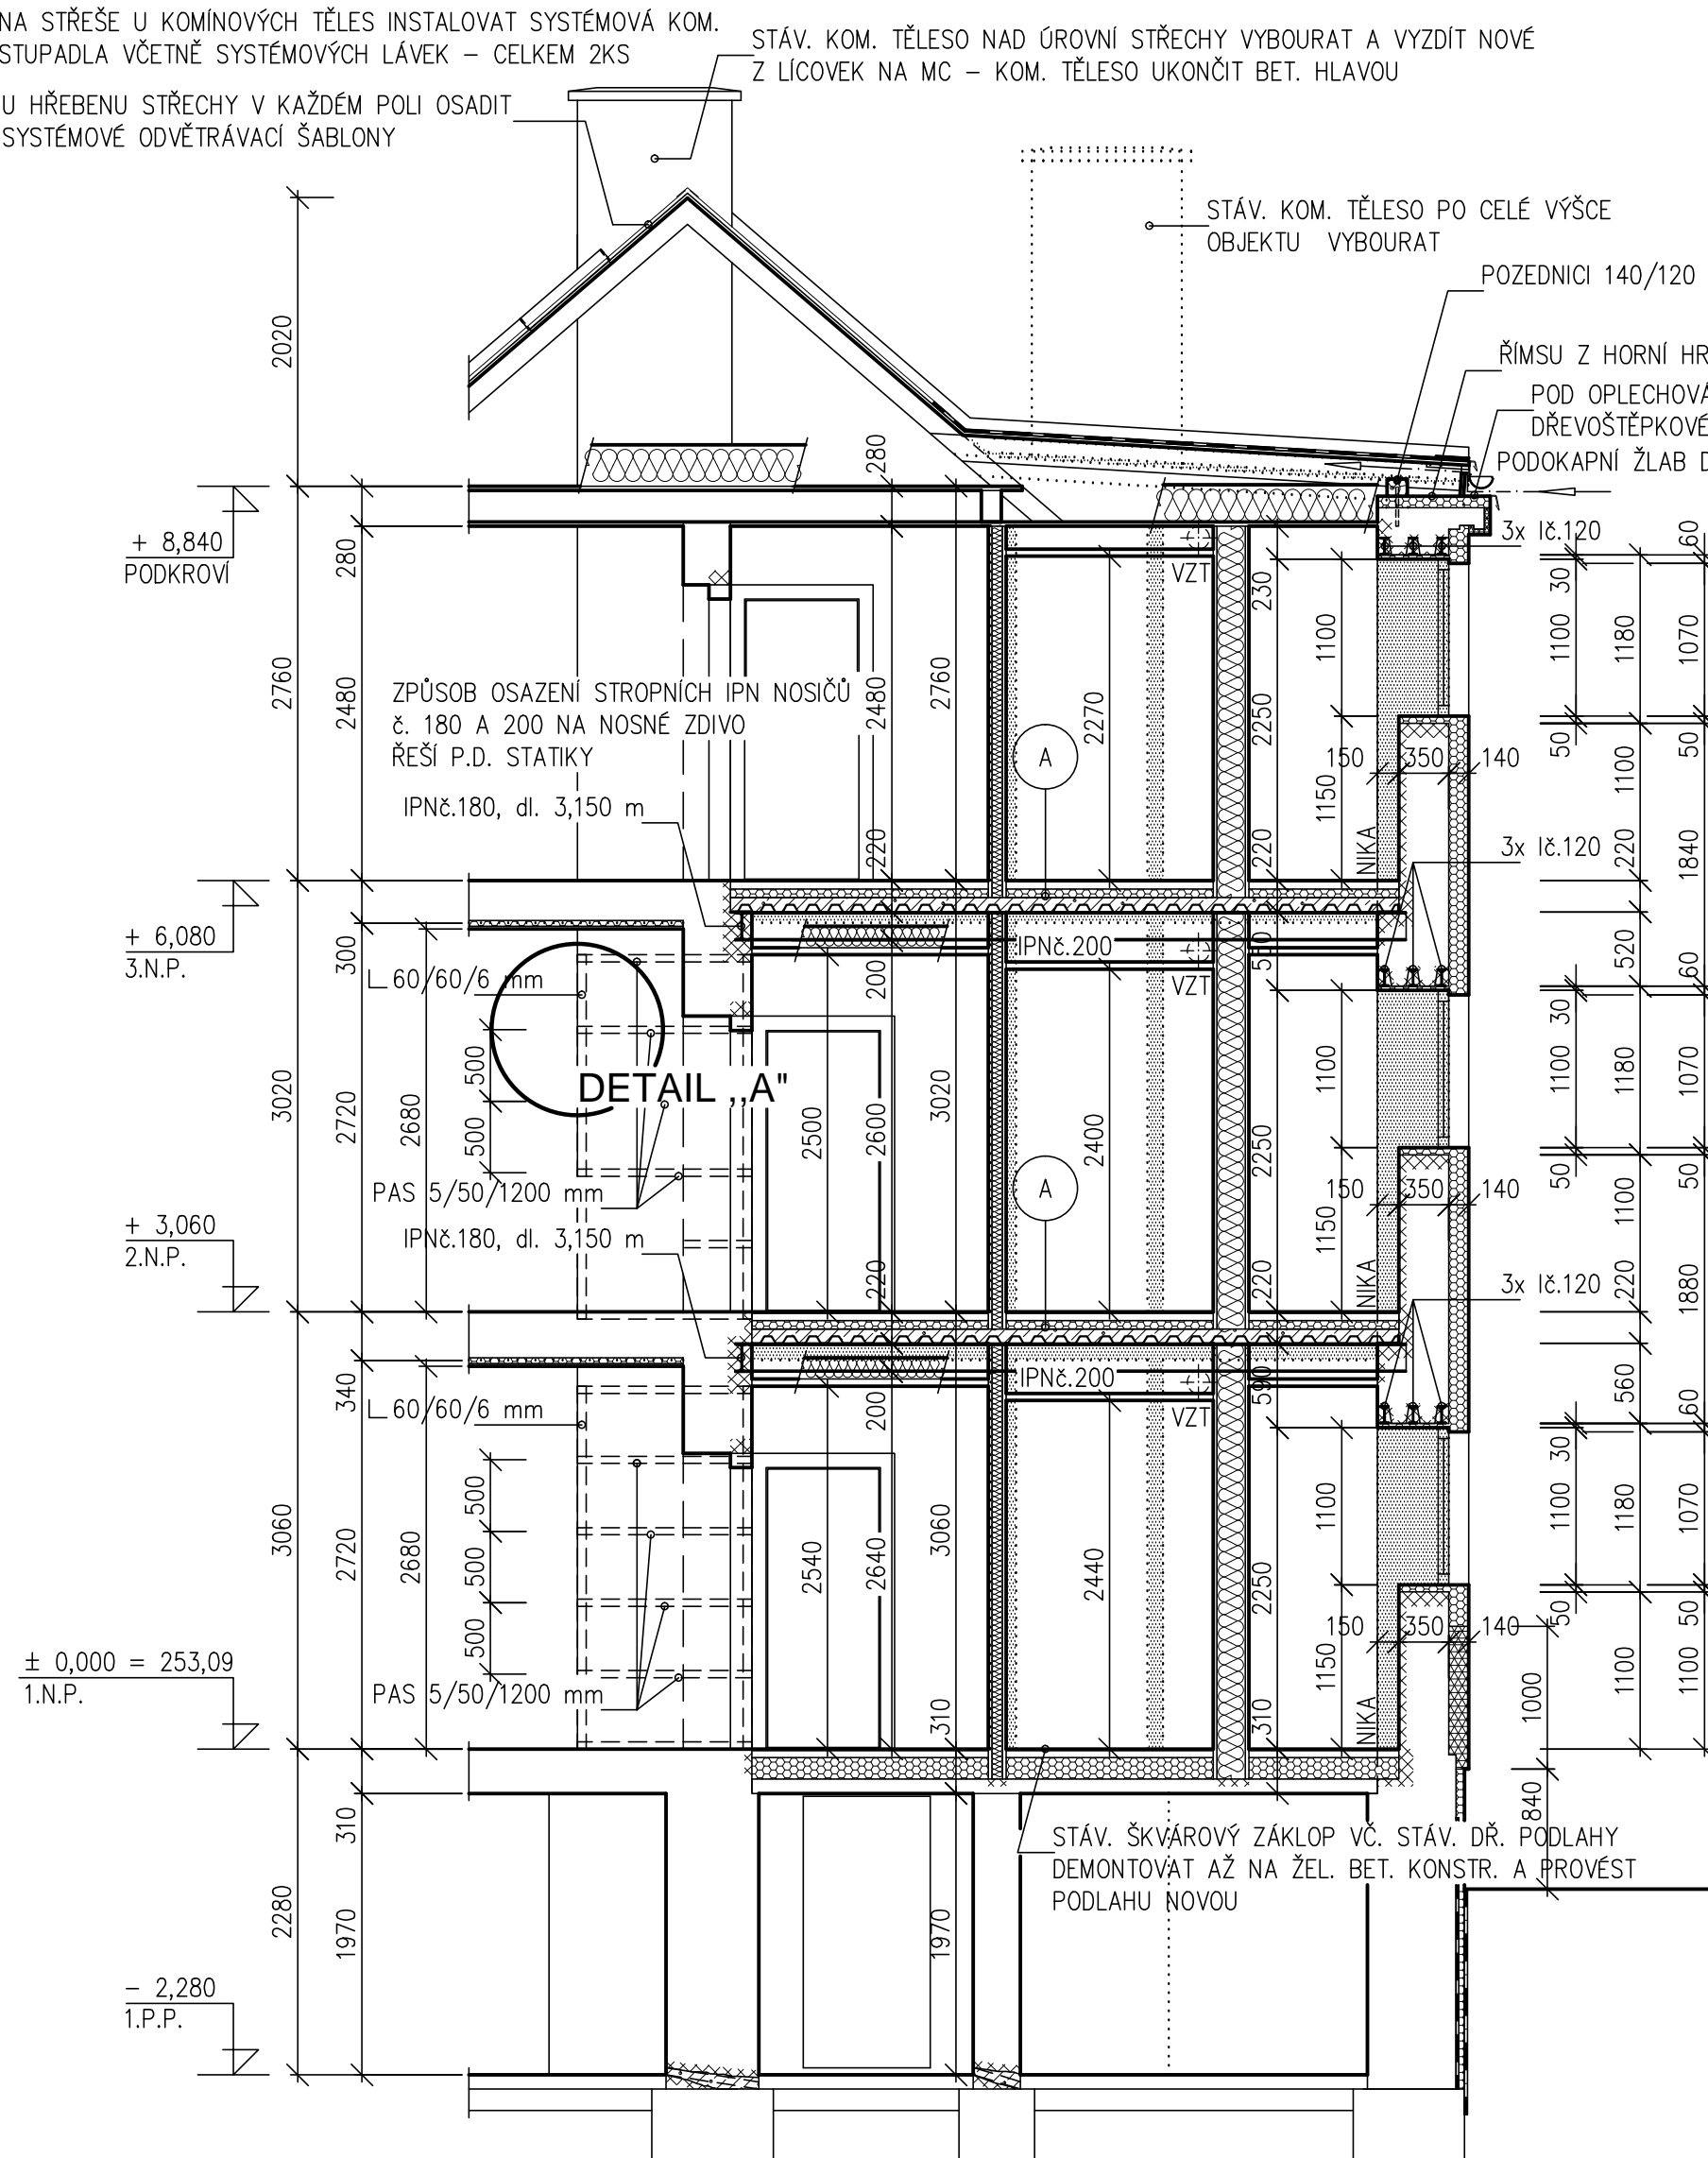 NA STŘEŠE U KOMÍNOVÝCH TĚLES INSTALOVAT SYSTÉMOVÁ KOM.
STUPADLA VČETNĚ SYSTÉMOVÝCH LÁVEK – CELKEM 2KS
U HŘEBENU STŘECHY V KAŽDÉM POLI OSADIT
SYSTÉMOVÉ ODVĚTRÁVACÍ ŠABLONY
STÁV. KOM. TĚLESO NAD ÚROVNÍ STŘECHY VYBOURAT A VYZDÍT NOVÉ
Z LÍCOVEK NA MC – KOM. TĚLESO UKONČIT BET. HLAVOU
STÁV. KOM. TĚLESO PO CELÉ VÝŠCE
OBJEKTU VYBOURAT
POZEDNICI 140/120
ŘÍMSU Z HORNÍ HR
POD OPLECHOVÁ
DŘEVOŠTĚPKOVÉ
PODOKAPNÍ ŽLAB D
2020
280
+ 8,840
PODKROVÍ
280
VZT
230
3x Ič.120
30
60
2760
2480
ZPŮSOB OSAZENÍ STROPNÍCH IPN NOSIČŮ
č. 180 A 200 NA NOSNÉ ZDIVO
ŘEŠÍ P.D. STATIKY
2480
2760
2270
2250
1100
1100
1180
1070
A
150
350
140
50
50
1100
1150
IPNč.180, dl. 3,150 m
220
220
NIKA
3x Ič.120
220
1840
+ 6,080
3.N.P.
300
IPNč.200
VZT
200
520
60
L 60/60/6 mm
30
500
500
DETAIL ,,A"
3020
2720
2680
2500
2600
3020
2400
2250
1100
1100
1180
1070
A
150
350
140
50
50
1100
1150
PAS 5/50/1200 mm
IPNč.180, dl. 3,150 m
+ 3,060
2.N.P.
220
220
NIKA
3x Ič.120
220
1880
340
IPNč.200
590
VZT
200
560
60
L 60/60/6 mm
30
500
500
500
3060
2720
2680
2540
2640
3060
2440
2250
1100
1100
1180
1070
150
350
140
50
50
1150
1100
1100
± 0,000 = 253,09
1.N.P.
PAS 5/50/1200 mm
310
310
NIKA
1000
840
310
STÁV. ŠKVÁROVÝ ZÁKLOP VČ. STÁV. DŘ. PODLAHY
DEMONTOVAT AŽ NA ŽEL. BET. KONSTR. A PROVÉST
PODLAHU NOVOU
2280
1970
1970
– 2,280
1.P.P.